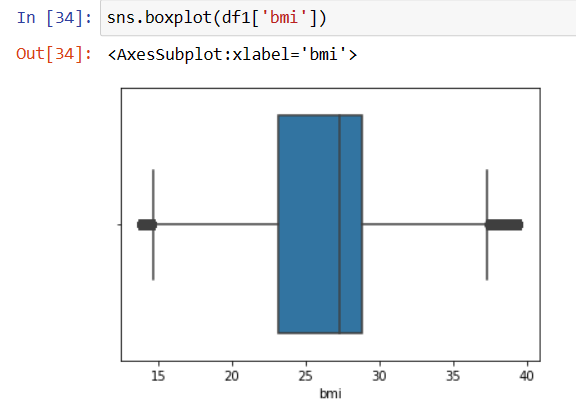 In [34]: sns.boxplot(df1['bmi'])
Out[34]: <AxesSubplot:xlabel='bmi'>
15 20 25 30 35 40
bmi